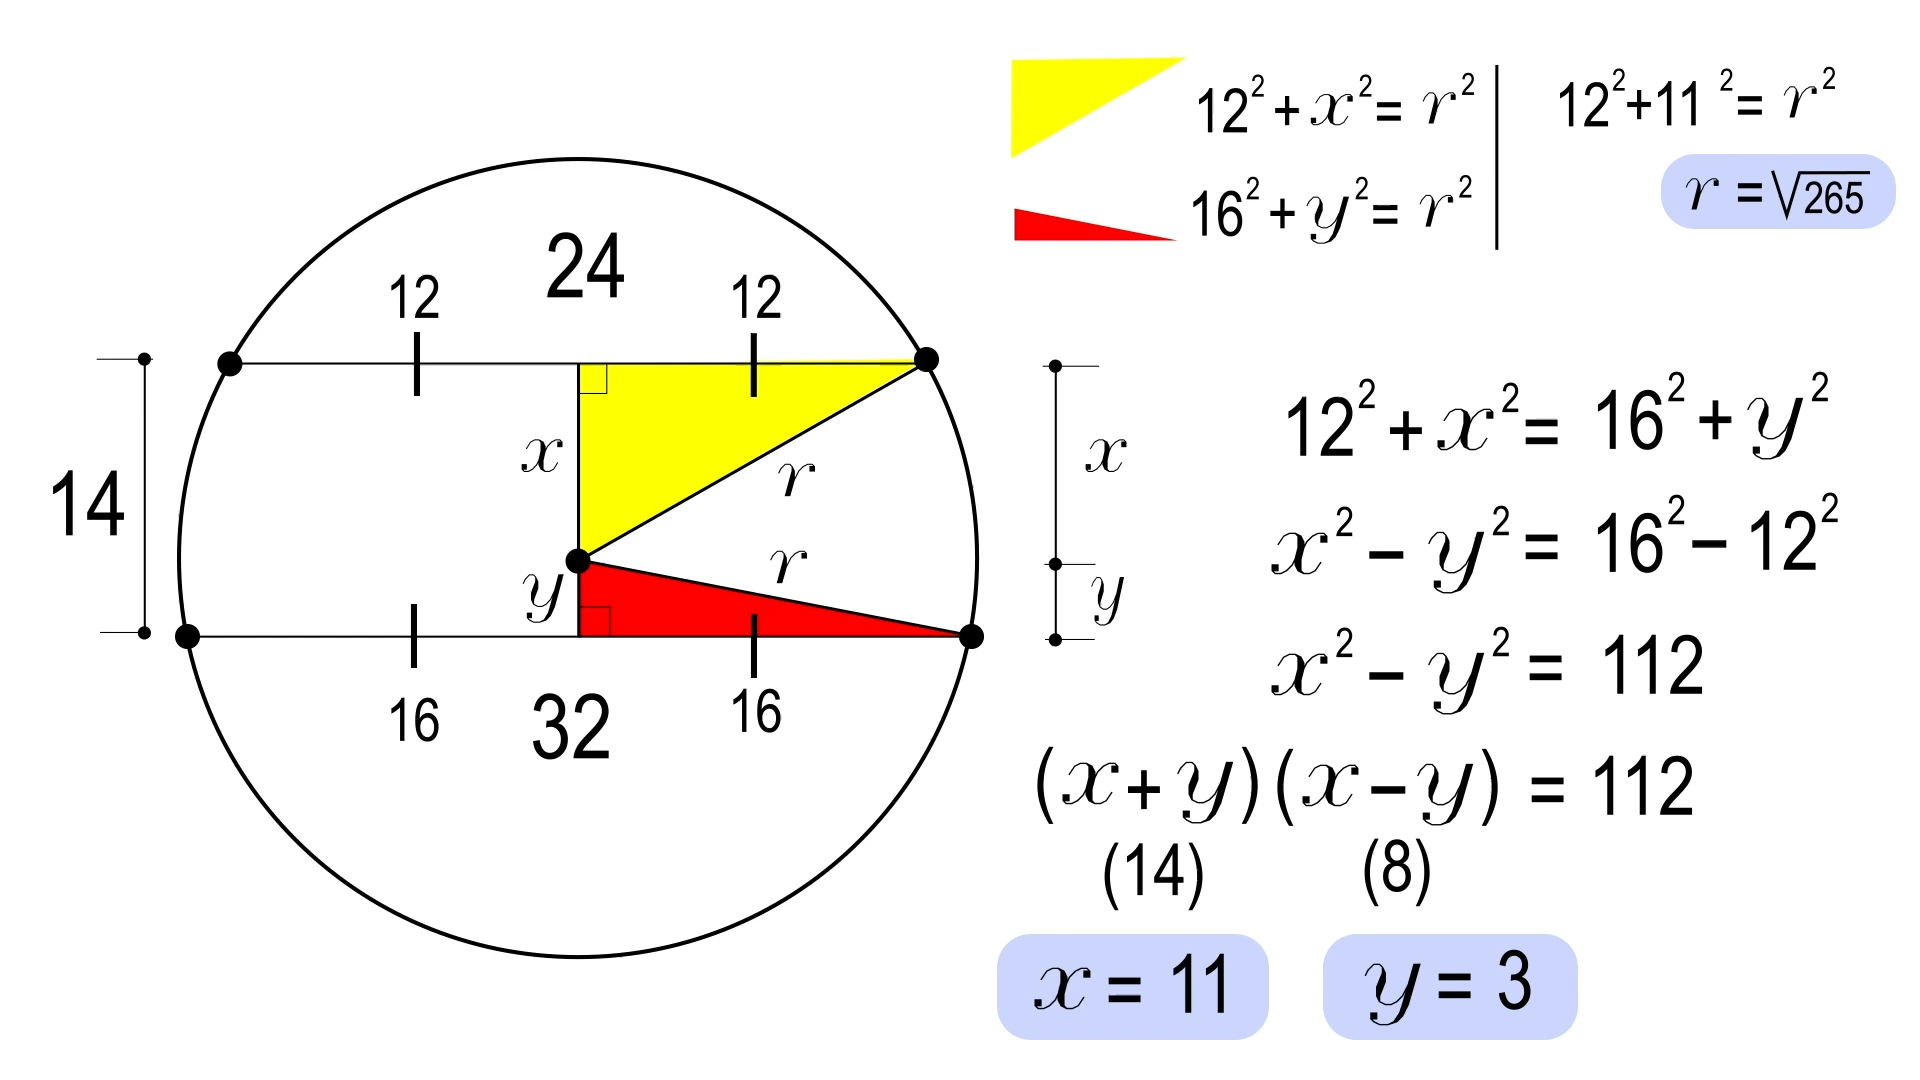 12² + x² = r²
12² + 11² = r²
16² + y² = r²
r = √265
24
12 12
14
x
r
r
y
x
y
16 16
32
12² + x² = 16² + y²
x² − y² = 16² − 12²
x² − y² = 112
(x + y)(x − y) = 112
(14) (8)
x = 11 y = 3